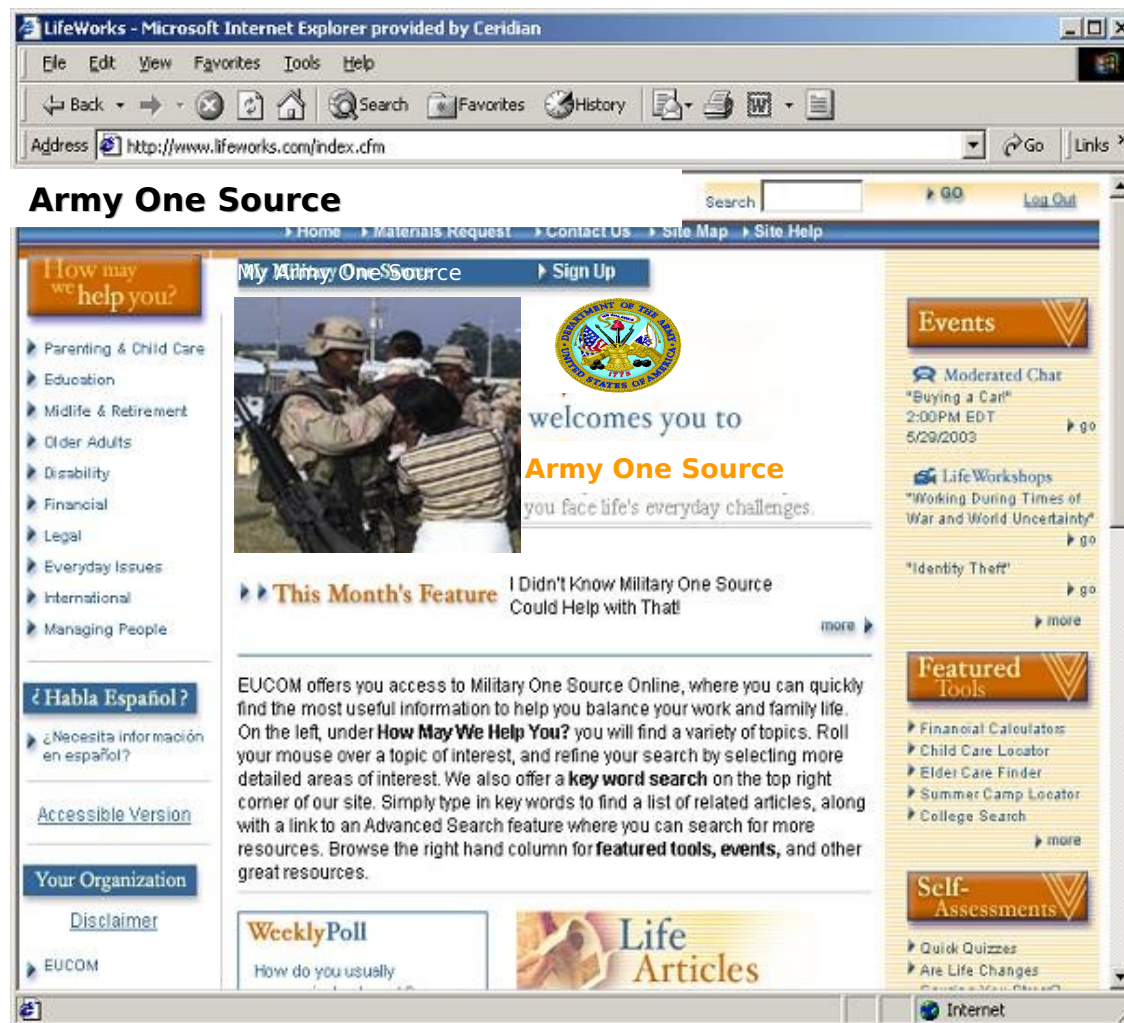 LifeWorks - Microsoft Internet Explorer provided by Ceridian
File Edit View Favorites Tools Help
Back Search Favorites History
Address http://www.lifeworks.com/index.cfm Go Links
Army One Source
Search GO Log Out
Home Materials Request Contact Us Site Map Site Help
How may
we help you?
Parenting & Child Care
Education
Midlife & Retirement
Older Adults
Disability
Financial
Legal
Everyday Issues
International
Managing People
¿Habla Español?
¿Necesita información
en español?
Accessible Version
Your Organization
Disclaimer
EUCOM
My Army One Source Sign Up
DEPARTMENT OF THE ARMY
UNITED STATES OF AMERICA
1775
welcomes you to
Army One Source
you face life's everyday challenges.
This Month's Feature
I Didn't Know Military One Source
Could Help with That!
more
EUCOM offers you access to Military One Source Online, where you can quickly
find the most useful information to help you balance your work and family life.
On the left, under How May We Help You? you will find a variety of topics. Roll
your mouse over a topic of interest, and refine your search by selecting more
detailed areas of interest. We also offer a key word search on the top right
corner of our site. Simply type in key words to find a list of related articles, along
with a link to an Advanced Search feature where you can search for more
resources. Browse the right hand column for featured tools, events, and other
great resources.
WeeklyPoll
How do you usually
Life
Articles
Events
Moderated Chat
"Buying a Car!"
2:00PM EDT
5/29/2003
go
LifeWorkshops
"Working During Times of
War and World Uncertainty"
go
"Identity Theft"
go
more
Featured
Tools
Financial Calculators
Child Care Locator
Elder Care Finder
Summer Camp Locator
College Search
more
Self-
Assessments
Quick Quizzes
Are Life Changes
Internet